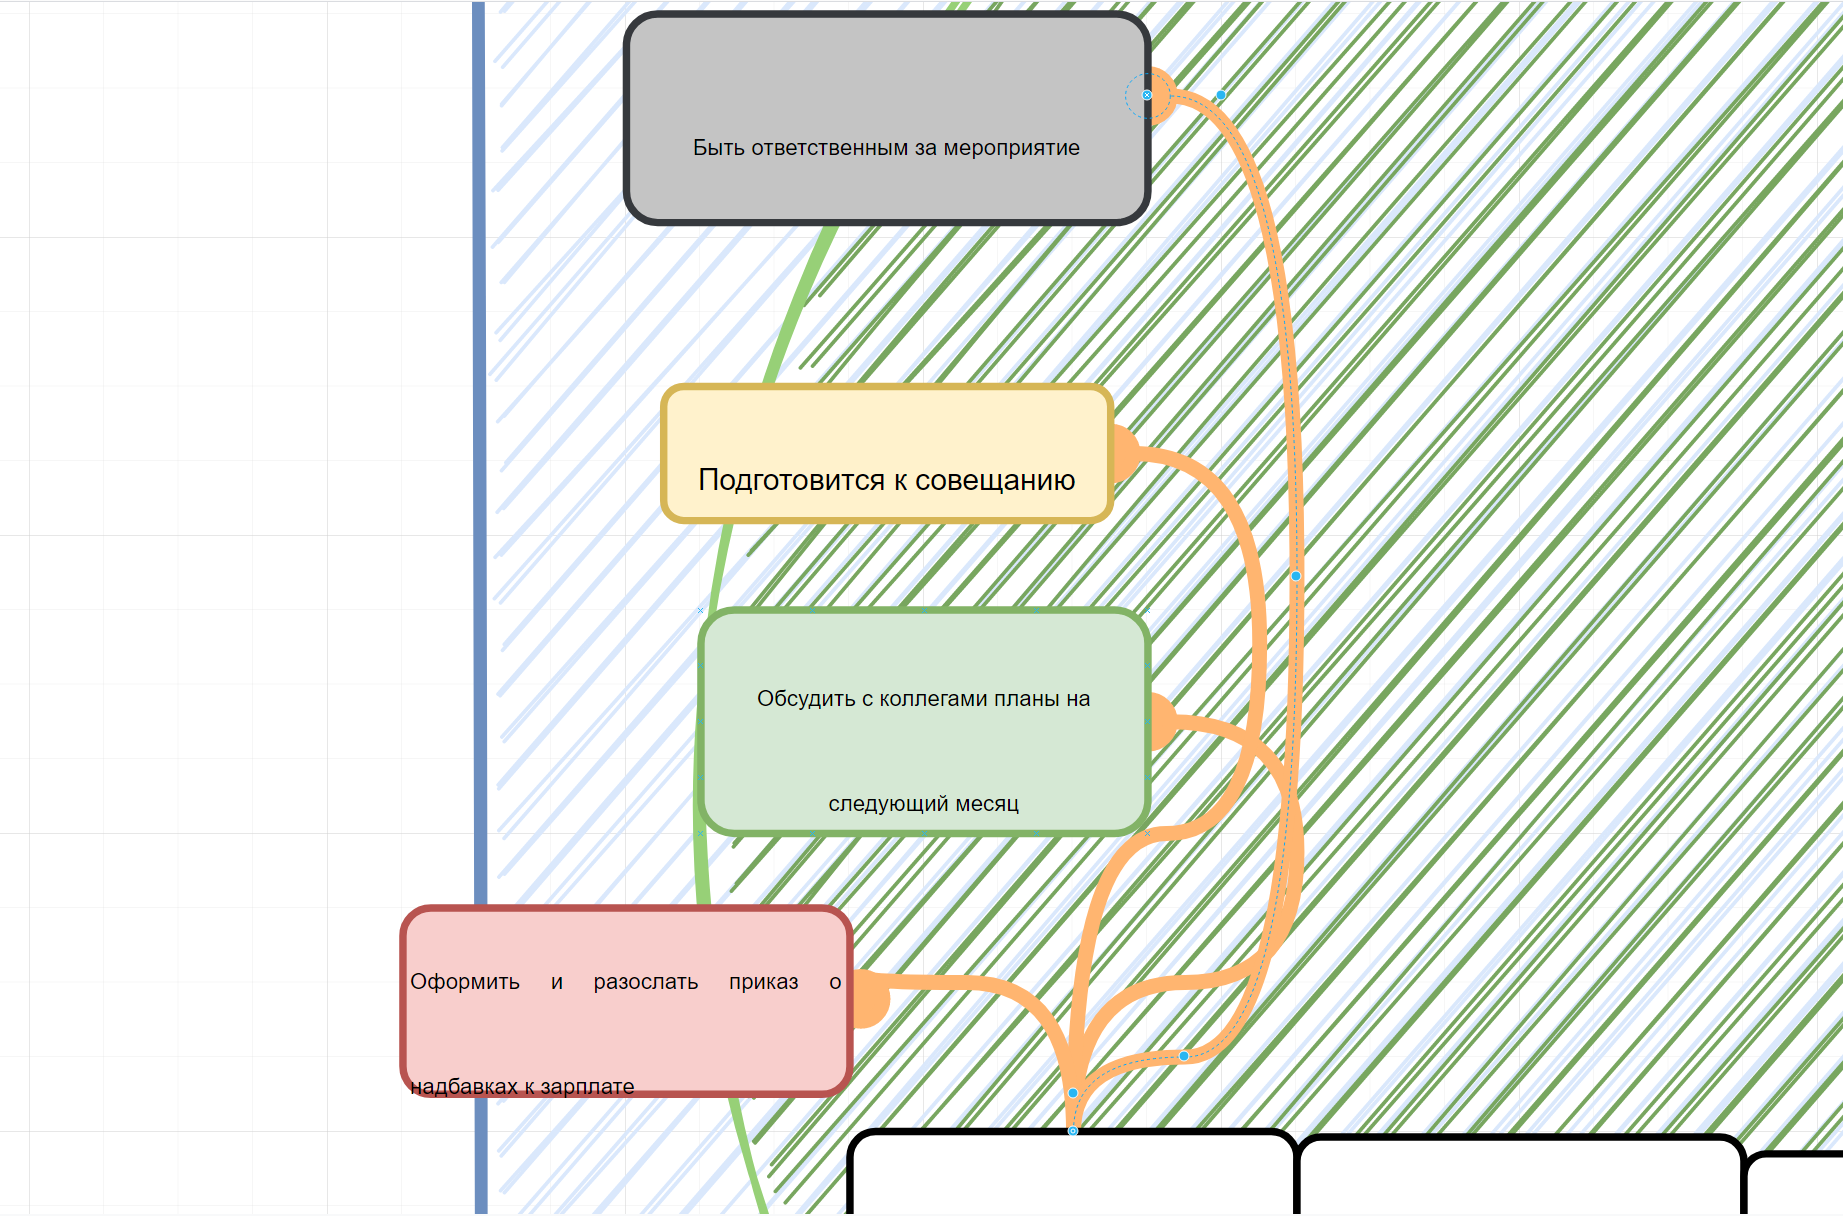 Быть ответственным за мероприятие
Подготовится к совещанию
Обсудить с коллегами планы на
следующий месяц
Оформить и разослать приказ о
надбавках к зарплате